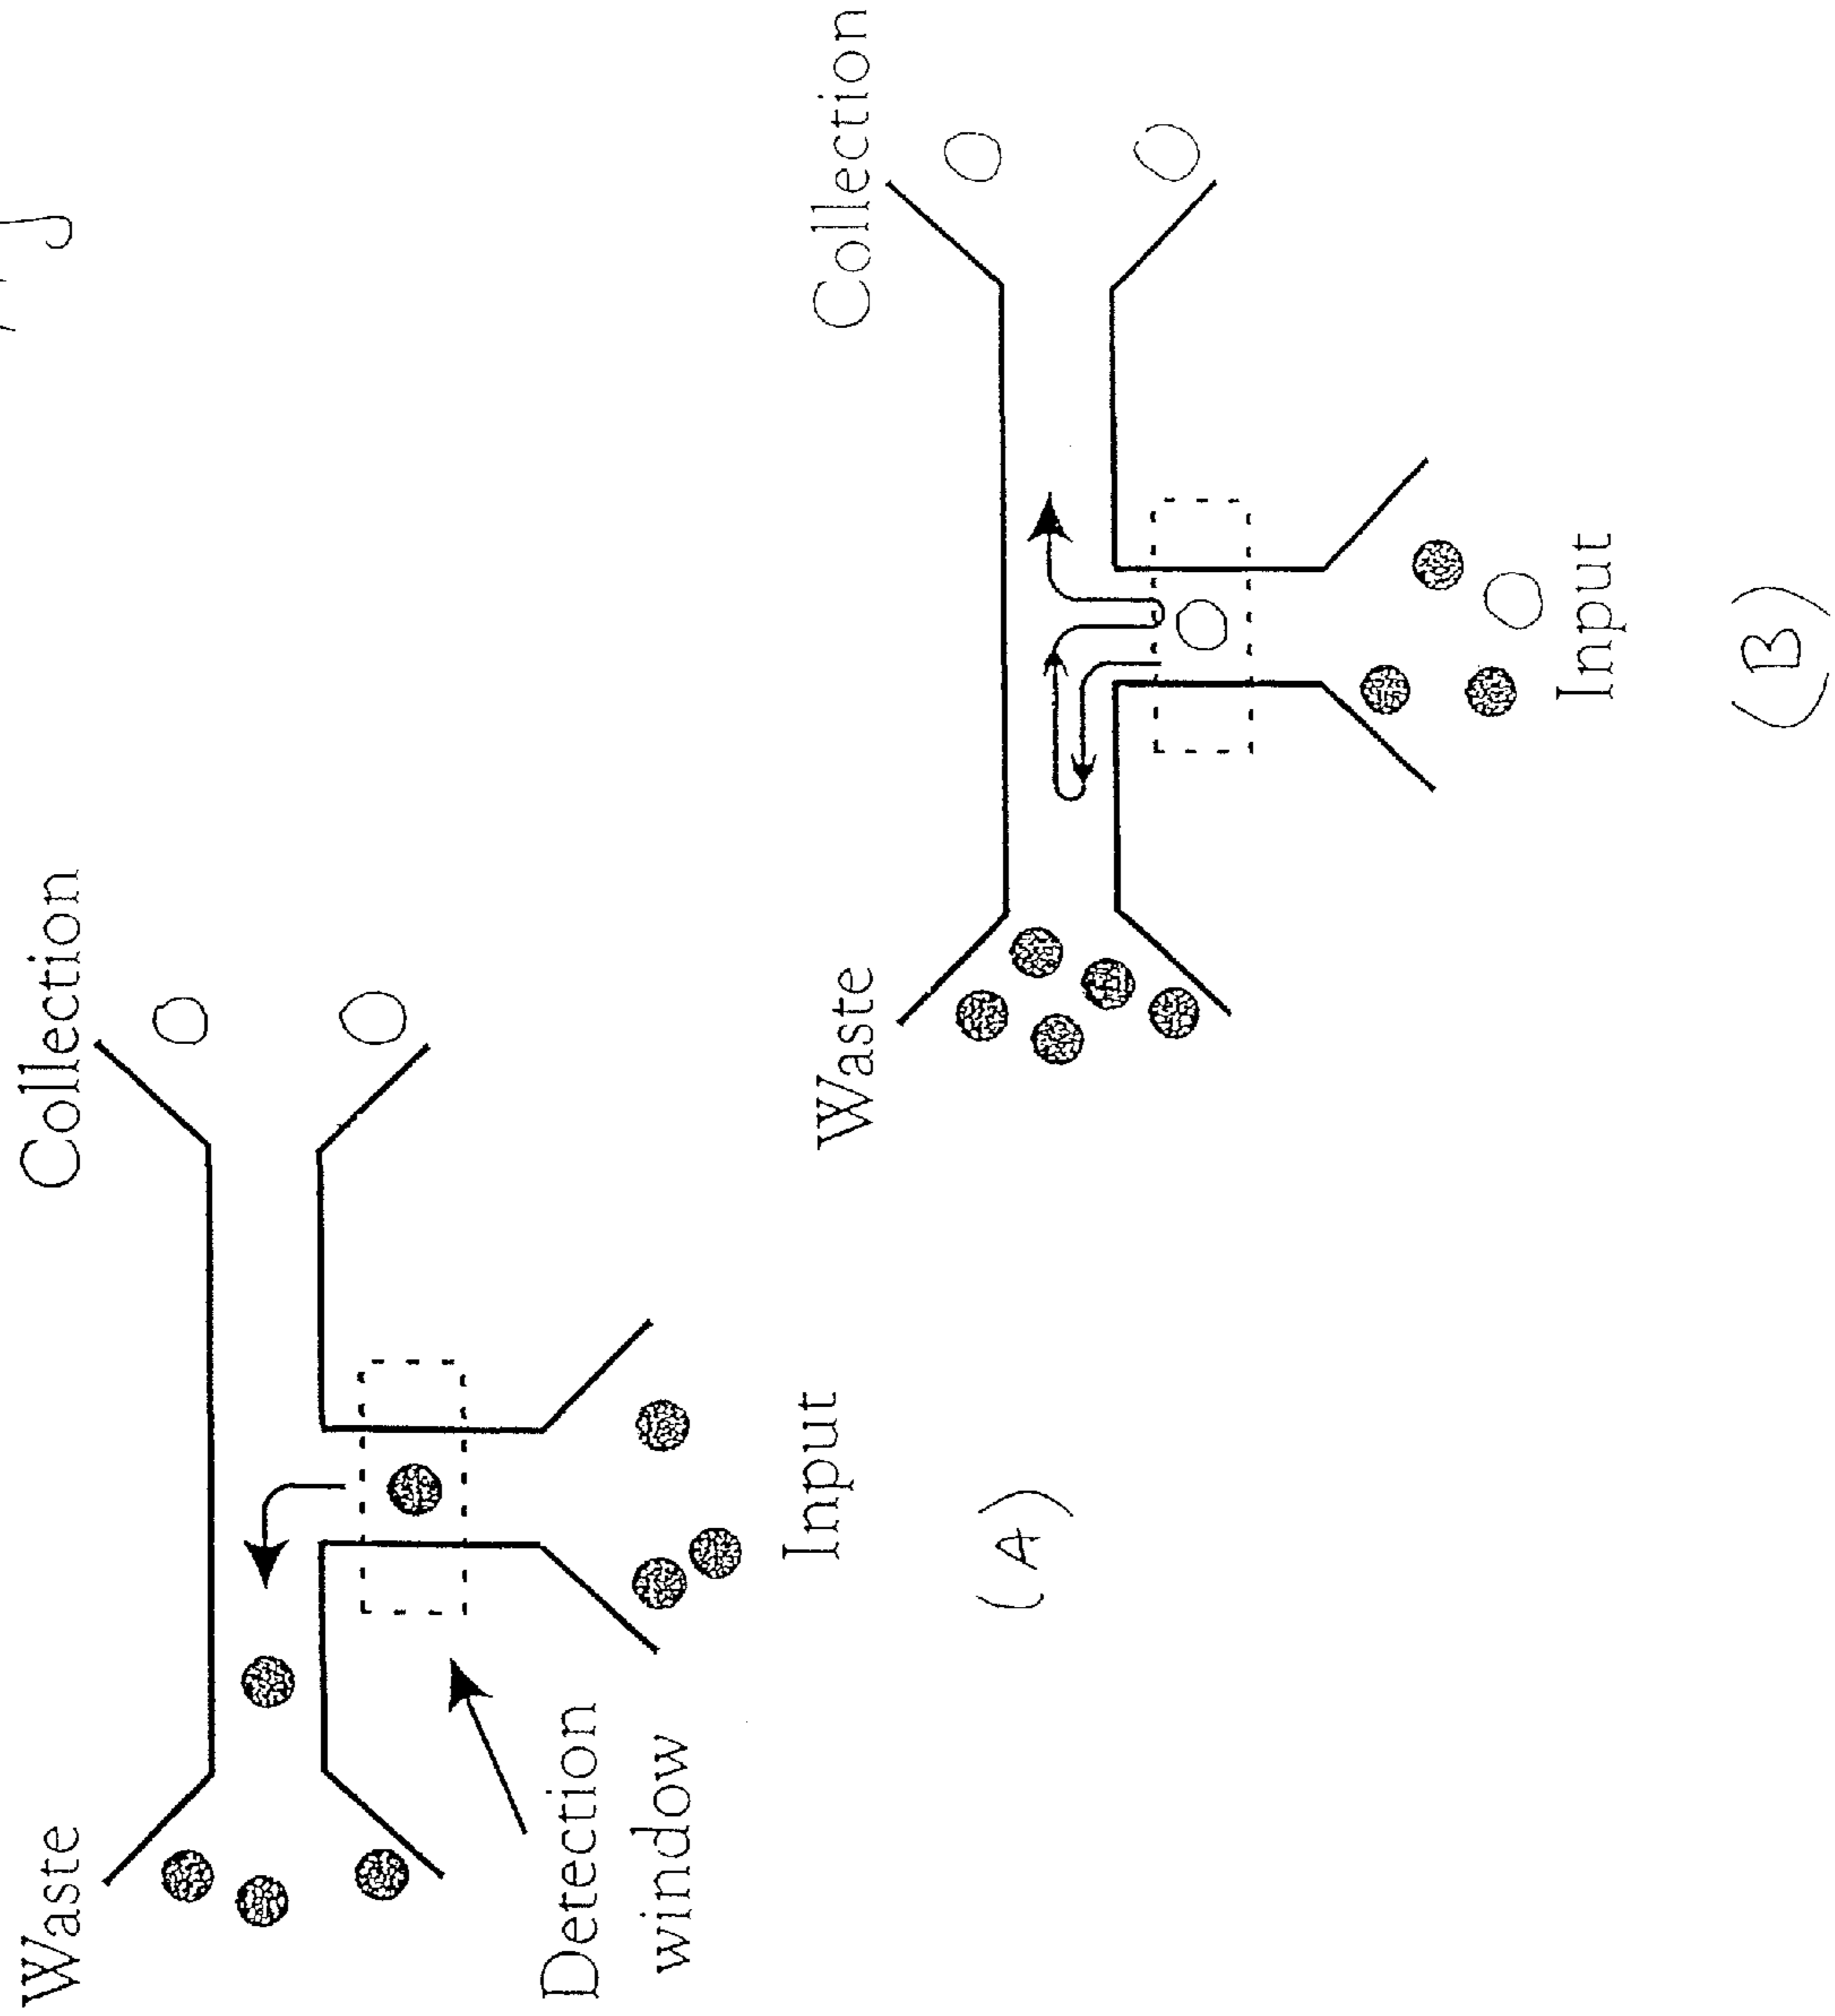 Waste
Collection
Detection
window
Input
(A)
Waste
Collection
Input
(B)